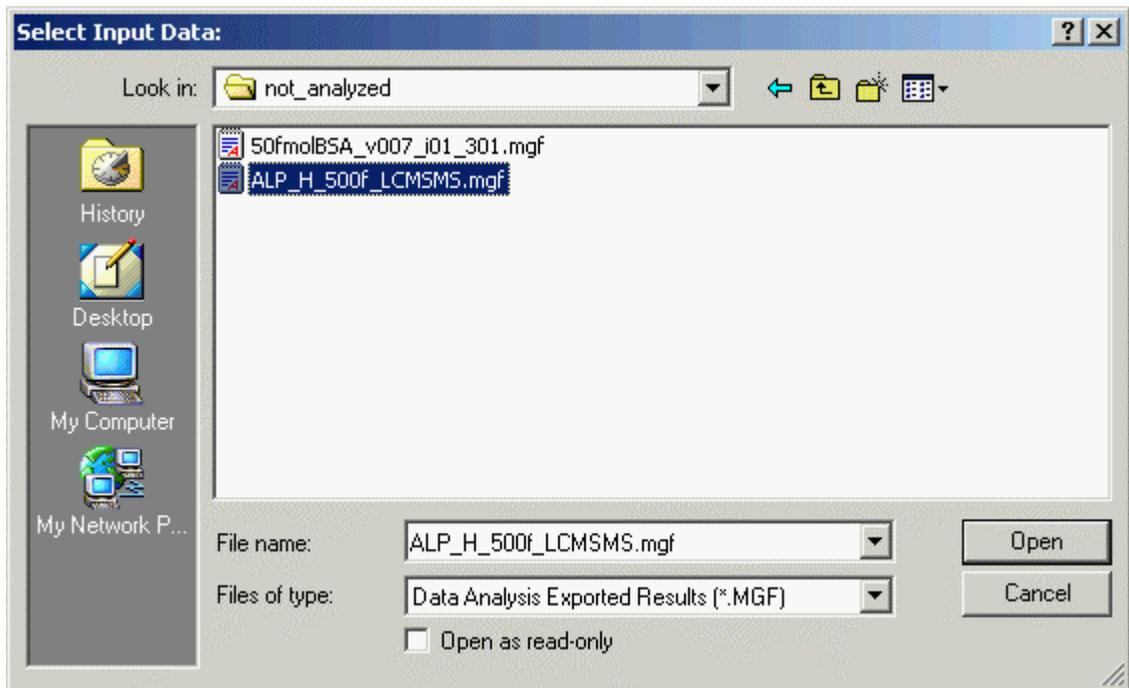 Select Input Data:
Look in: not_analyzed
50fmolBSA_v007_i01_301.mgf
ALP_H_500f_LCMSMS.mgf
History
Desktop
My Computer
My Network P...
File name: ALP_H_500f_LCMSMS.mgf Open
Files of type: Data Analysis Exported Results (*.MGF) Cancel
Open as read-only